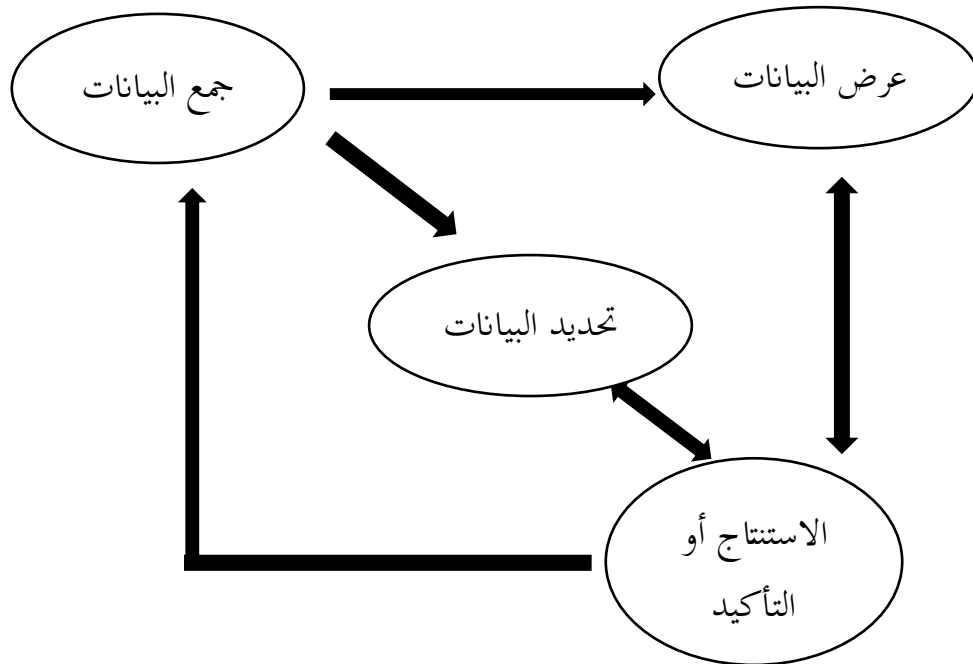 جمع البيانات
عرض البيانات
تحديد البيانات
الاستنتاج أو
التأكيد